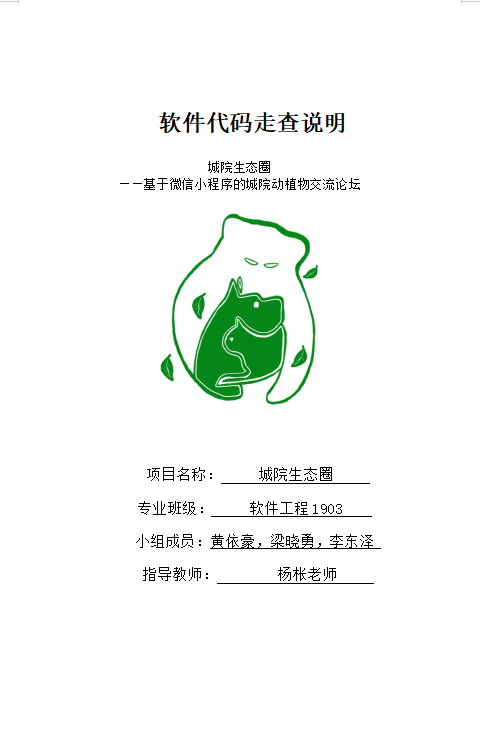 软件代码走查说明
城院生态圈
——基于微信小程序的城院动植物交流论坛
项目名称：城院生态圈
专业班级：软件工程1903
小组成员：黄依豪，梁晓勇，李东泽
指导教师：杨枨老师